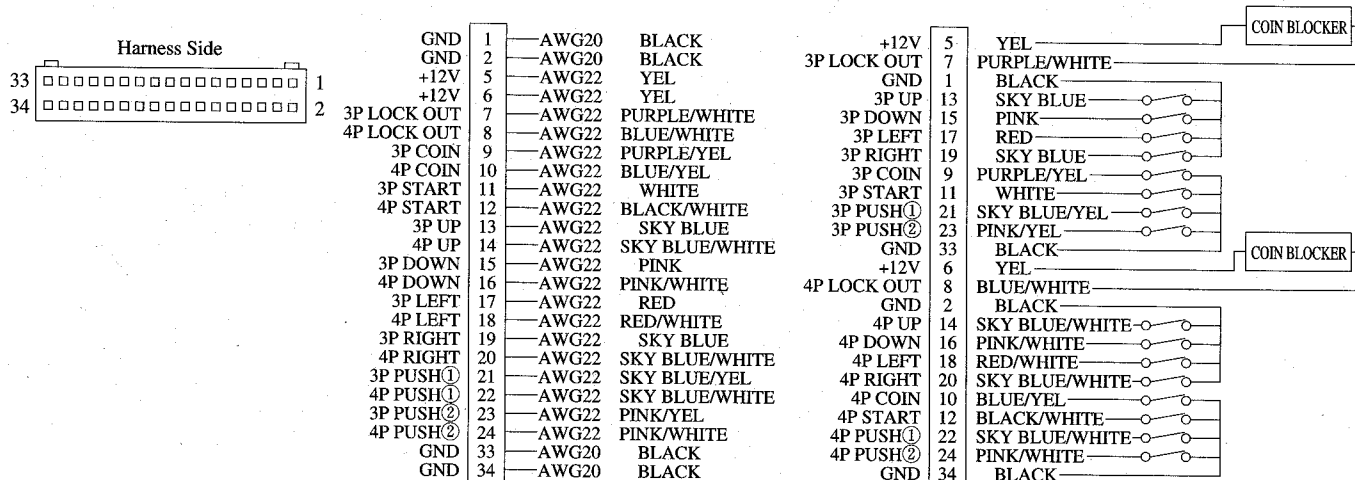 Harness Side
33 1
34 2
GND 1 AWG20 BLACK
GND 2 AWG20 BLACK
+12V 5 AWG22 YEL
+12V 6 AWG22 YEL
3P LOCK OUT 7 AWG22 PURPLE/WHITE
4P LOCK OUT 8 AWG22 BLUE/WHITE
3P COIN 9 AWG22 PURPLE/YEL
4P COIN 10 AWG22 BLUE/YEL
3P START 11 AWG22 WHITE
4P START 12 AWG22 BLACK/WHITE
3P UP 13 AWG22 SKY BLUE
4P UP 14 AWG22 SKY BLUE/WHITE
3P DOWN 15 AWG22 PINK
4P DOWN 16 AWG22 PINK/WHITE
3P LEFT 17 AWG22 RED
4P LEFT 18 AWG22 RED/WHITE
3P RIGHT 19 AWG22 SKY BLUE
4P RIGHT 20 AWG22 SKY BLUE/WHITE
3P PUSH① 21 AWG22 SKY BLUE/YEL
4P PUSH① 22 AWG22 SKY BLUE/WHITE
3P PUSH② 23 AWG22 PINK/YEL
4P PUSH② 24 AWG22 PINK/WHITE
GND 33 AWG20 BLACK
GND 34 AWG20 BLACK
COIN BLOCKER
+12V 5 YEL
3P LOCK OUT 7 PURPLE/WHITE
GND 1 BLACK
3P UP 13 SKY BLUE
3P DOWN 15 PINK
3P LEFT 17 RED
3P RIGHT 19 SKY BLUE
3P COIN 9 PURPLE/YEL
3P START 11 WHITE
3P PUSH① 21 SKY BLUE/YEL
3P PUSH② 23 PINK/YEL
GND 33 BLACK
COIN BLOCKER
+12V 6 YEL
4P LOCK OUT 8 BLUE/WHITE
GND 2 BLACK
4P UP 14 SKY BLUE/WHITE
4P DOWN 16 PINK/WHITE
4P LEFT 18 RED/WHITE
4P RIGHT 20 SKY BLUE/WHITE
4P COIN 10 BLUE/YEL
4P START 12 BLACK/WHITE
4P PUSH① 22 SKY BLUE/WHITE
4P PUSH② 24 PINK/WHITE
GND 34 BLACK